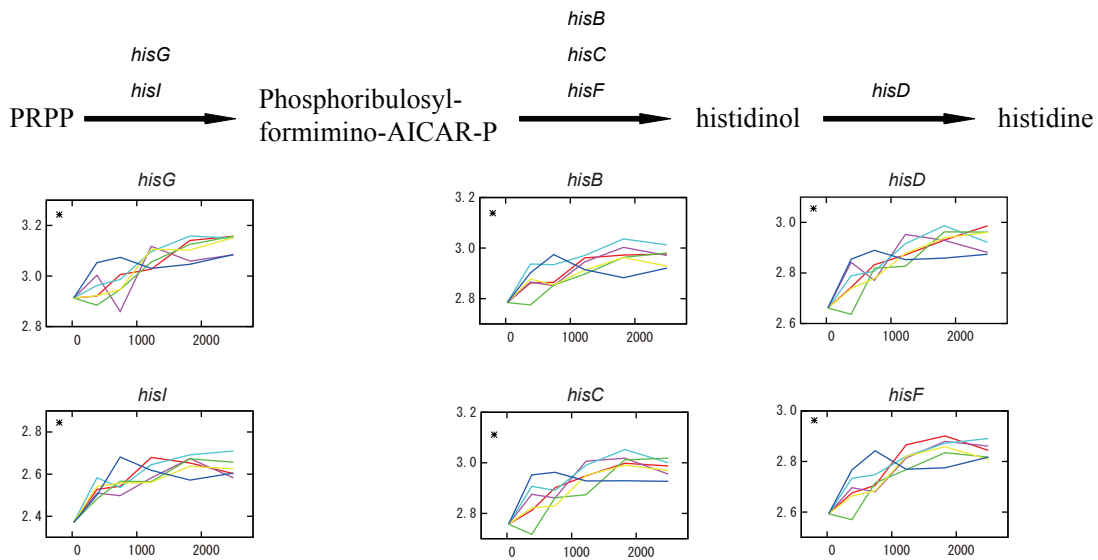 hisB
hisG
hisC
hisI
hisF
hisD
PRPP
Phosphoribulosyl-
formimino-AICAR-P
histidinol
histidine
hisG
hisB
hisD
*
3.2
3.0
2.8
0 1000 2000
*
3.2
3.0
2.8
0 1000 2000
*
3.0
2.8
2.6
0 1000 2000
hisI
hisC
hisF
*
2.8
2.6
2.4
0 1000 2000
*
3.2
3.0
2.8
0 1000 2000
*
3.0
2.8
2.6
0 1000 2000